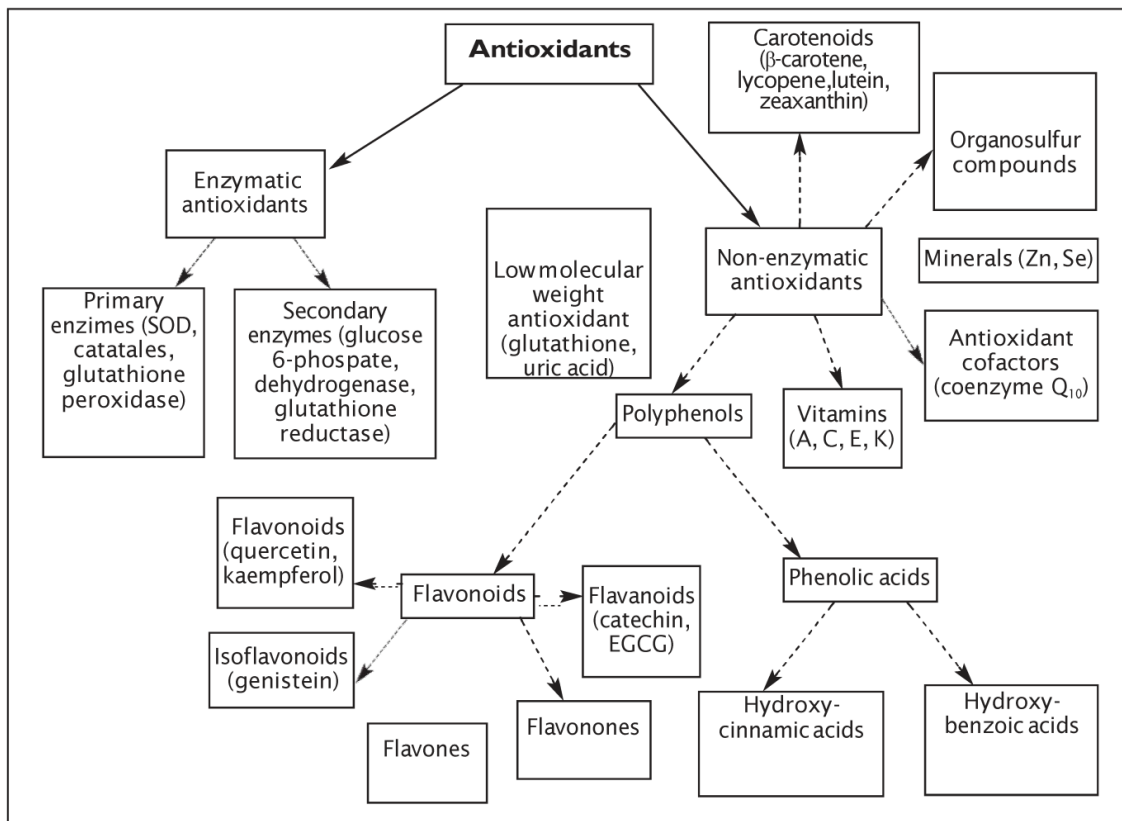 Antioxidants
Carotenoids
(β-carotene,
lycopene,lutein,
zeaxanthin)
Organosulfur
compounds
Enzymatic
antioxidants
Low molecular
weight
antioxidant
(glutathione,
uric acid)
Non-enzymatic
antioxidants
Minerals (Zn, Se)
Primary
enzimes (SOD,
catatales,
glutathione
peroxidase)
Secondary
enzymes (glucose
6-phospate,
dehydrogenase,
glutathione
reductase)
Antioxidant
cofactors
(coenzyme Q₁₀)
Polyphenols
Vitamins
(A, C, E, K)
Flavonoids
(quercetin,
kaempferol)
Flavonoids
Flavanoids
(catechin,
EGCG)
Phenolic acids
Isoflavonoids
(genistein)
Flavones
Flavonones
Hydroxy-
cinnamic acids
Hydroxy-
benzoic acids